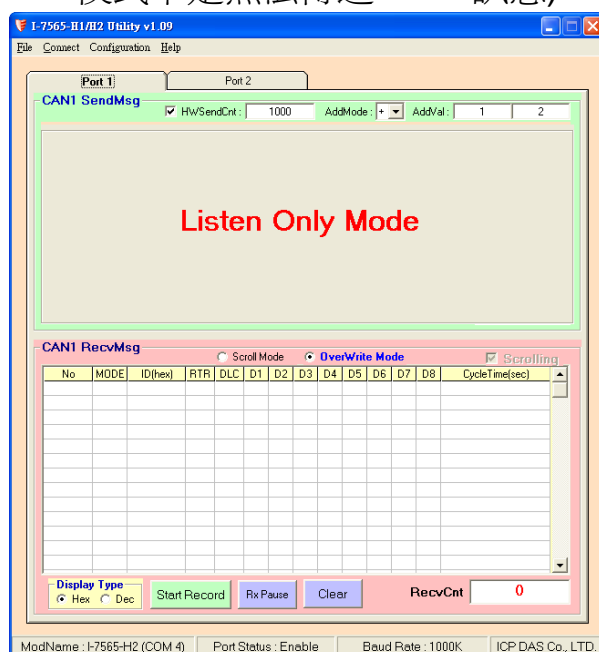 I-7565-H1/H2 Utility v1.09
File Connect Configuration Help
Port 1 Port 2
CAN1 SendMsg
HWSendCnt : 1000 AddMode : + AddVal : 1 2
Listen Only Mode
CAN1 RecvMsg
Scroll Mode OverWrite Mode Scrolling
No MODE ID(hex) RTR DLC D1 D2 D3 D4 D5 D6 D7 D8 CycleTime(sec)
Display Type
Hex Dec Start Record Rx Pause Clear RecvCnt 0
ModName : I-7565-H2 (COM 4) Port Status : Enable Baud Rate : 1000K ICP DAS Co., LTD.